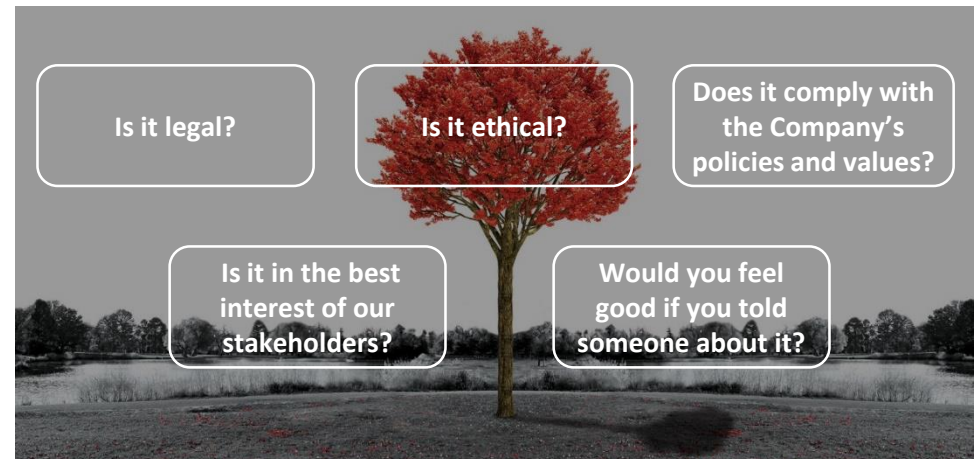 Is it legal?
Is it ethical?
Does it comply with
the Company's
policies and values?
Is it in the best
interest of our
stakeholders?
Would you feel
good if you told
someone about it?